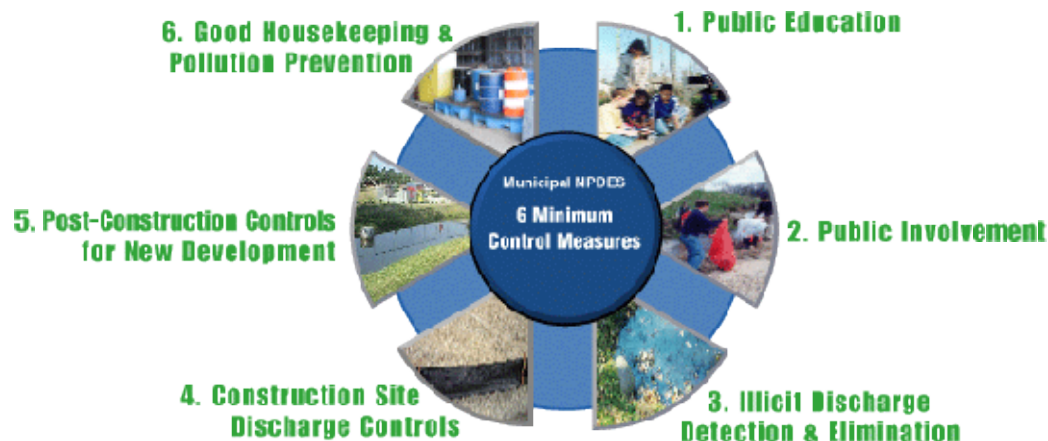 1. Public Education
2. Public Involvement
3. Illicit Discharge
Detection & Elimination
4. Construction Site
Discharge Controls
5. Post-Construction Controls
for New Development
6. Good Housekeeping &
Pollution Prevention
Municipal NPDES
6 Minimum
Control Measures